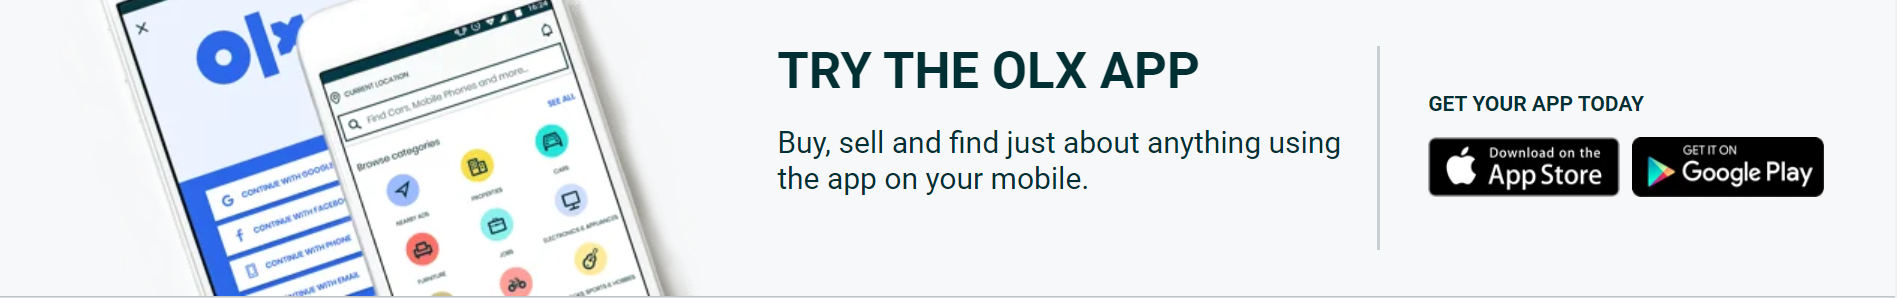 olx
CONTINUE WITH GOOGLE
CONTINUE WITH
CONTINUE WITH PHONE
WITH EMAIL
16:24
CURRENT LOCATION
Find Cars, Mobile Phones and more...
SEE ALL
Browse categories
NEARBY ADS
PROPERTIES
CARS
FURNITURE
JOBS
ELECTRONICS & APPLIANCES
SPORTS & HOBBIES
TRY THE OLX APP
Buy, sell and find just about anything using
the app on your mobile.
GET YOUR APP TODAY
Download on the
App Store
GET IT ON
Google Play